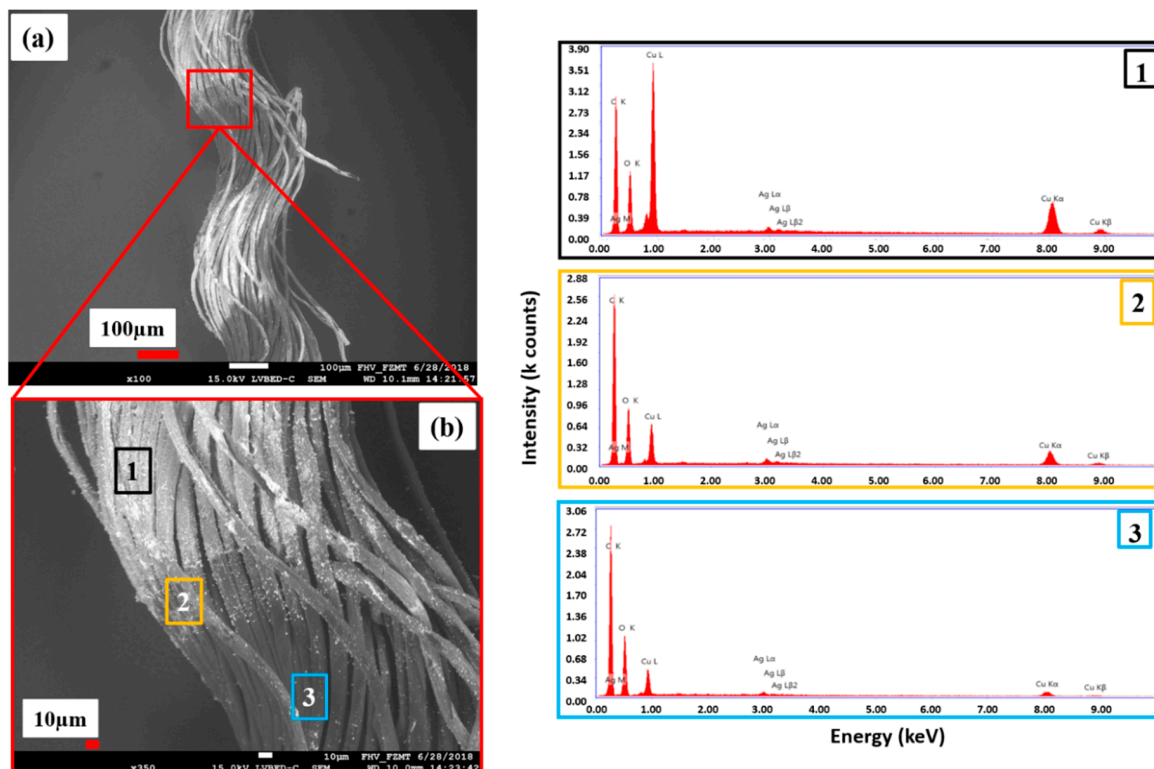 (a)
100μm
100μm FHV_FZMT 6/28/2018
x100 15.0kV LVBED-C SEM WD 10.1mm 14:21:57
(b)
1
2
3
10μm
10μm FHV_FZMT 6/28/2018
x350 15.0kV LVBED-C SEM WD 10.0mm 14:23:42
Intensity (k counts)
1
3.90
3.51
3.12
2.73
2.34
1.56
1.17
0.78
0.39
0.00
C K
O K
Ag M
Cu L
Ag Lα
Ag Lβ
Ag Lβ2
Cu Kα
Cu Kβ
0.00 1.00 2.00 3.00 4.00 5.00 6.00 7.00 8.00 9.00
2
2.88
2.56
2.24
1.92
1.60
1.28
0.96
0.64
0.32
0.00
C K
O K
Ag M
Cu L
Ag Lα
Ag Lβ
Ag Lβ2
Cu Kα
Cu Kβ
0.00 1.00 2.00 3.00 4.00 5.00 6.00 7.00 8.00 9.00
3
3.06
2.72
2.38
2.04
1.70
1.36
1.02
0.68
0.34
0.00
C K
O K
Ag M
Cu L
Ag Lα
Ag Lβ
Ag Lβ2
Cu Kα
Cu Kβ
0.00 1.00 2.00 3.00 4.00 5.00 6.00 7.00 8.00 9.00
Energy (keV)